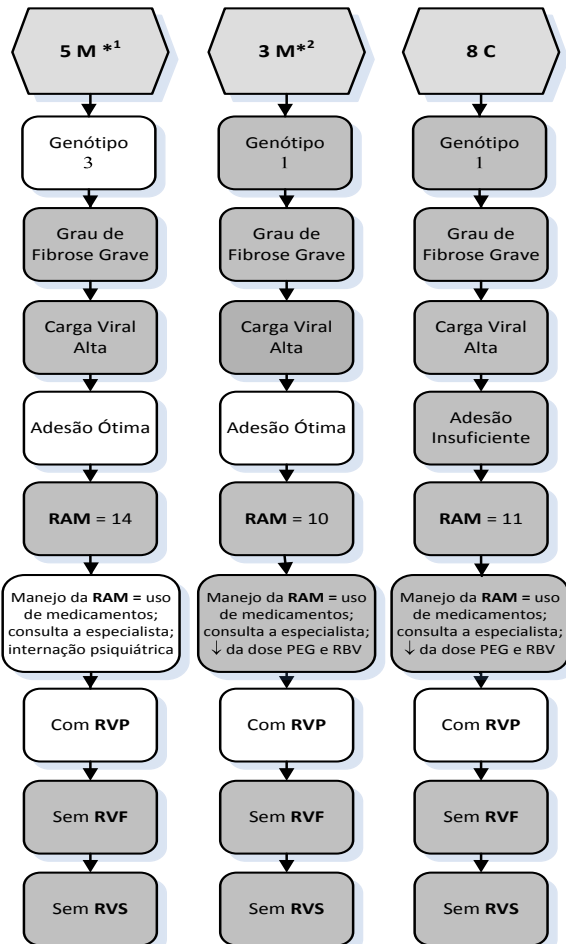 5 M *¹
Genótipo
3
Grau de
Fibrose Grave
Carga Viral
Alta
Adesão Ótima
RAM = 14
Manejo da RAM = uso
de medicamentos;
consulta a especialista;
internação psiquiátrica
Com RVP
Sem RVF
Sem RVS
3 M*²
Genótipo
1
Grau de
Fibrose Grave
Carga Viral
Alta
Adesão Ótima
RAM = 10
Manejo da RAM = uso
de medicamentos;
consulta a especialista;
↓ da dose PEG e RBV
Com RVP
Sem RVF
Sem RVS
8 C
Genótipo
1
Grau de
Fibrose Grave
Carga Viral
Alta
Adesão
Insuficiente
RAM = 11
Manejo da RAM = uso
de medicamentos;
consulta a especialista;
↓ da dose PEG e RBV
Com RVP
Sem RVF
Sem RVS